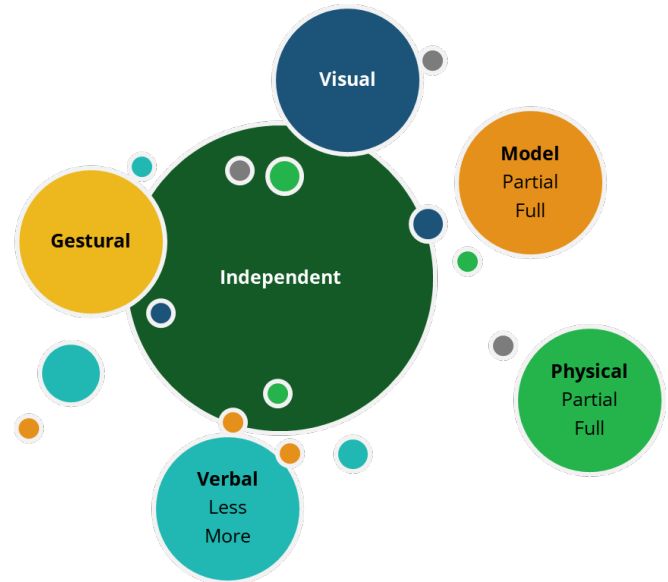 Visual
Model
Partial
Full
Gestural
Independent
Physical
Partial
Full
Verbal
Less
More